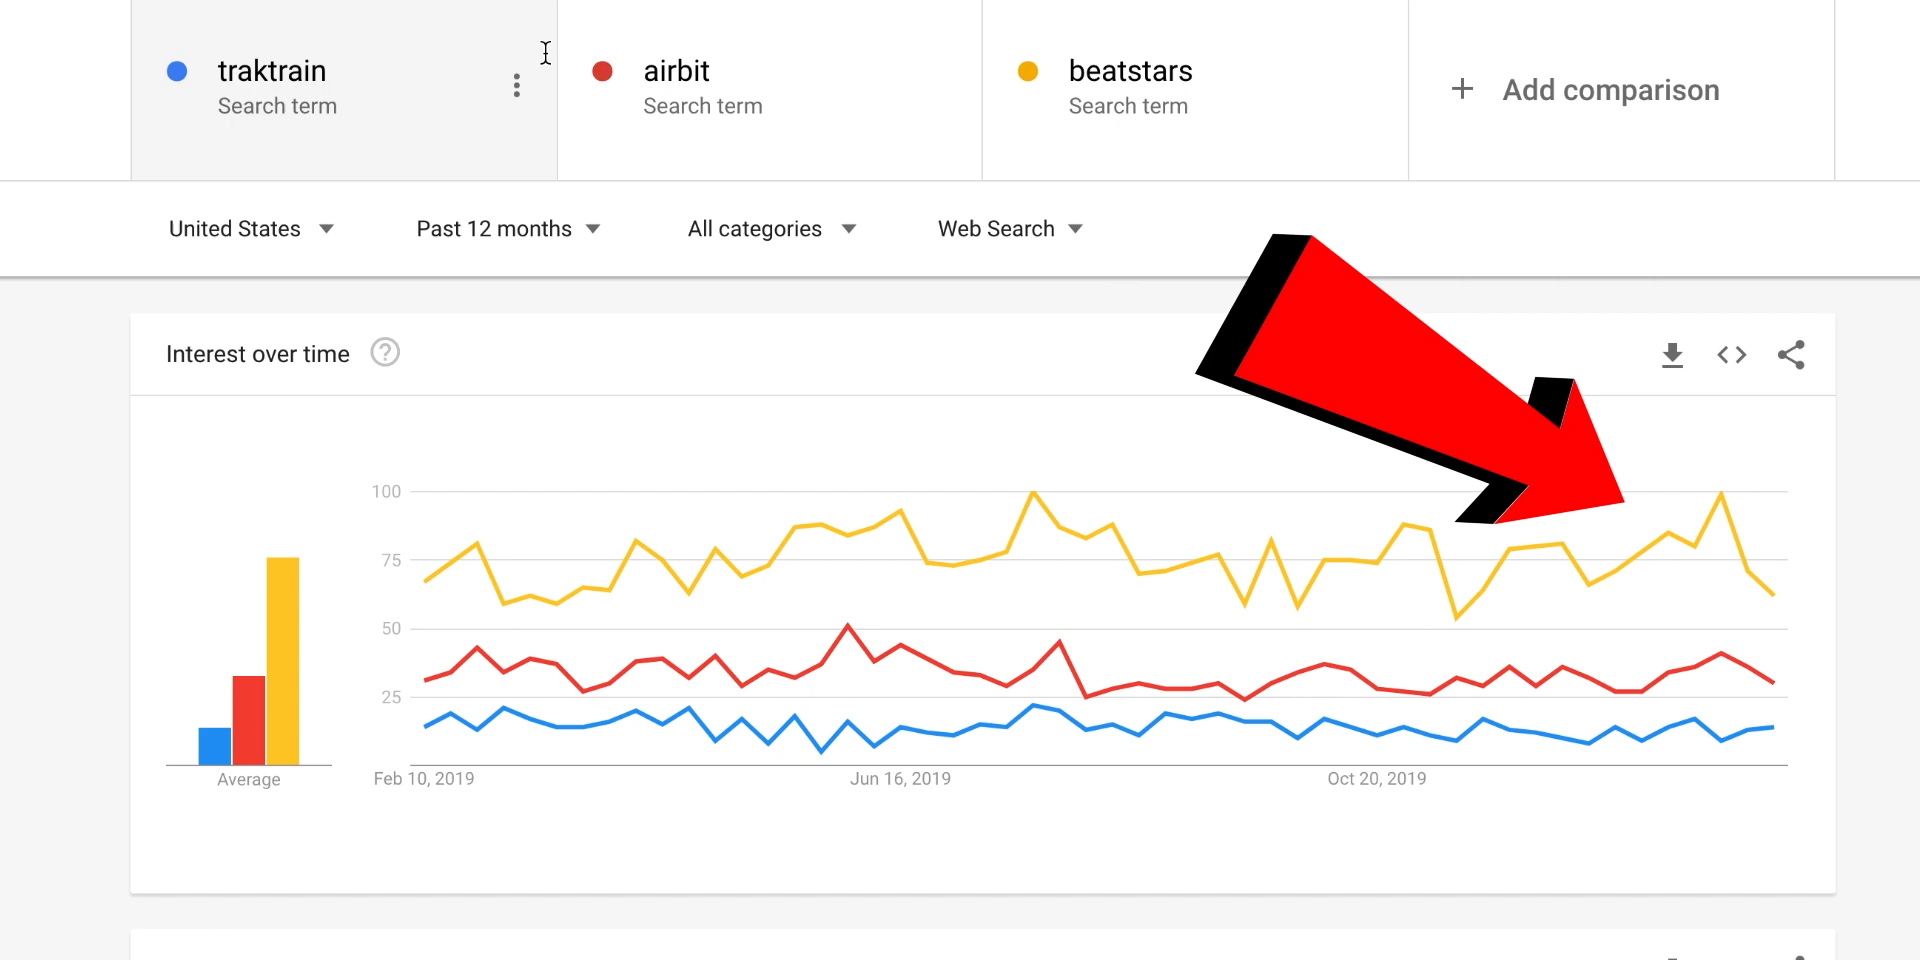 traktrain
Search term
airbit
Search term
beatstars
Search term
+ Add comparison
United States
Past 12 months
All categories
Web Search
Interest over time
?
100
75
50
25
Average
Feb 10, 2019
Jun 16, 2019
Oct 20, 2019